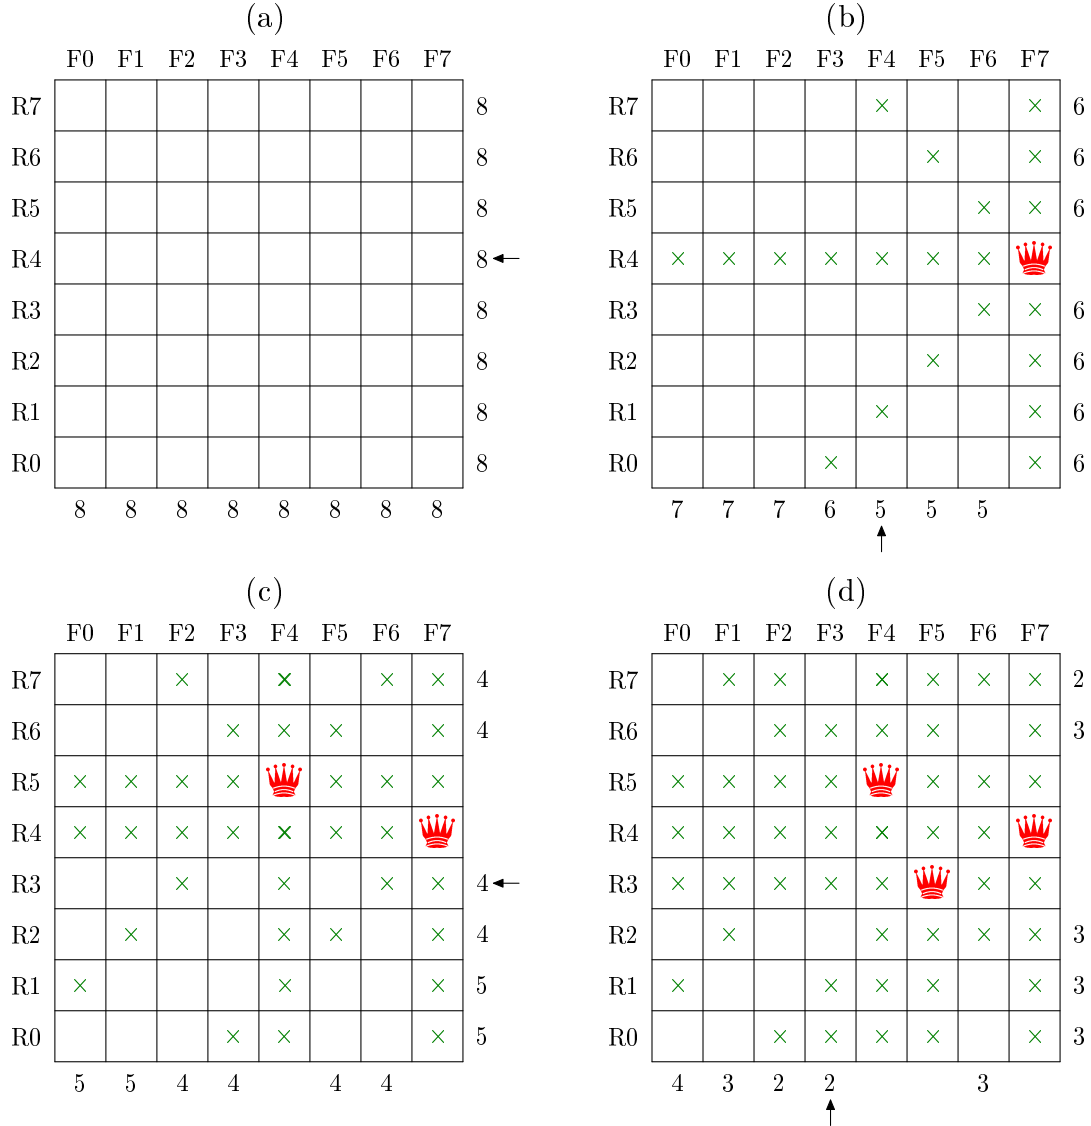 (a)
F0 F1 F2 F3 F4 F5 F6 F7
R7 8
R6 8
R5 8
R4 8
R3 8
R2 8
R1 8
R0 8
8 8 8 8 8 8 8 8
(b)
F0 F1 F2 F3 F4 F5 F6 F7
R7 6
R6 6
R5 6
R4
R3 6
R2 6
R1 6
R0 6
7 7 7 6 5 5 5
(c)
F0 F1 F2 F3 F4 F5 F6 F7
R7 4
R6 4
R5
R4
R3 4
R2 4
R1 5
R0 5
5 5 4 4 4 4
(d)
F0 F1 F2 F3 F4 F5 F6 F7
R7 2
R6 3
R5
R4
R3
R2 3
R1 3
R0 3
4 3 2 2 3